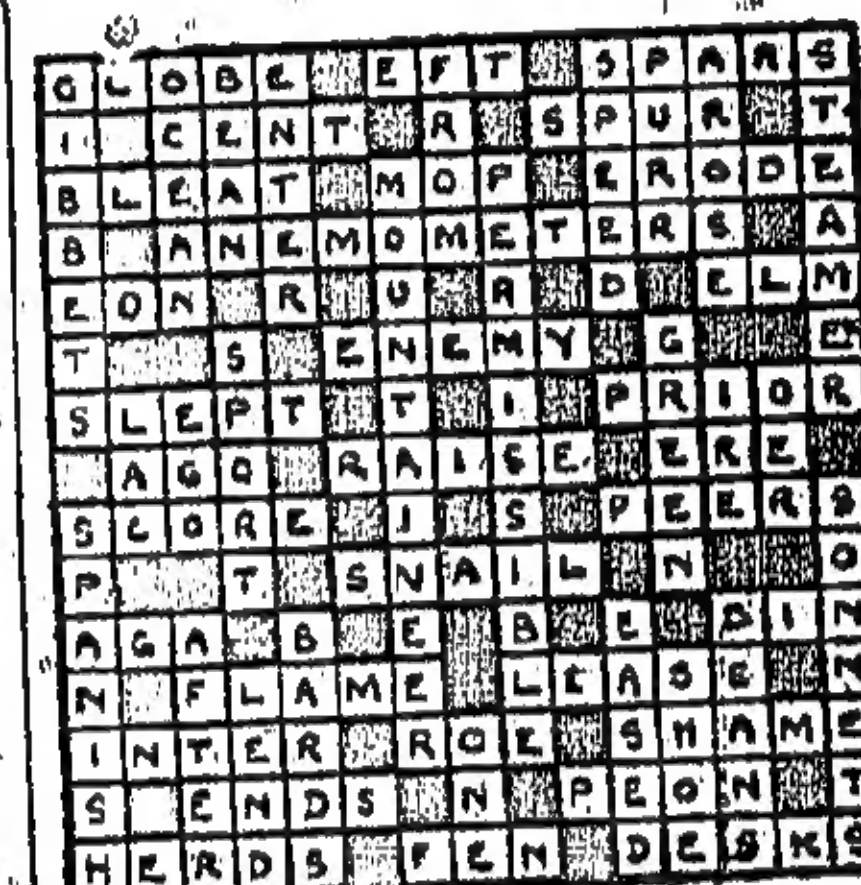 GLOBE EFT SPARS
I CENT R SPUR T
BLEAT MOP ERODE
B ANEMOMETERS A
EON R U R D ELM
T S ENEMY G E
SLEPT T I PRIOR
AGO RAISE ERE
SCORE I S PEERS
P T SNAIL N O
AGA B E B E BIN
N FLAME LEASE N
INTER ROE SHAME
S ENDS N PEON T
HERDS FEN DESKS